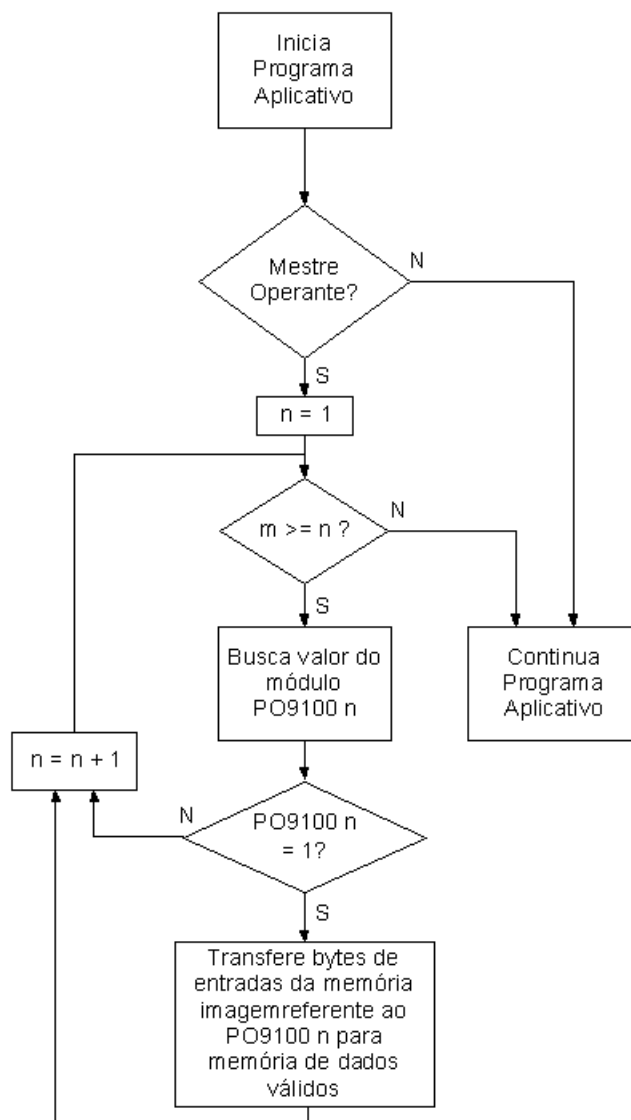 Inicia
Programa
Aplicativo
Mestre
Operante?
N
S
n = 1
m >= n ?
N
S
Busca valor do
módulo
PO9100 n
Continua
Programa
Aplicativo
n = n + 1
N
PO9100 n
= 1?
S
Transfere bytes de
entradas da memória
imagemreferente ao
PO9100 n para
memória de dados
válidos